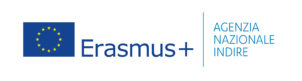 Erasmus+
AGENZIA
NAZIONALE
INDIRE